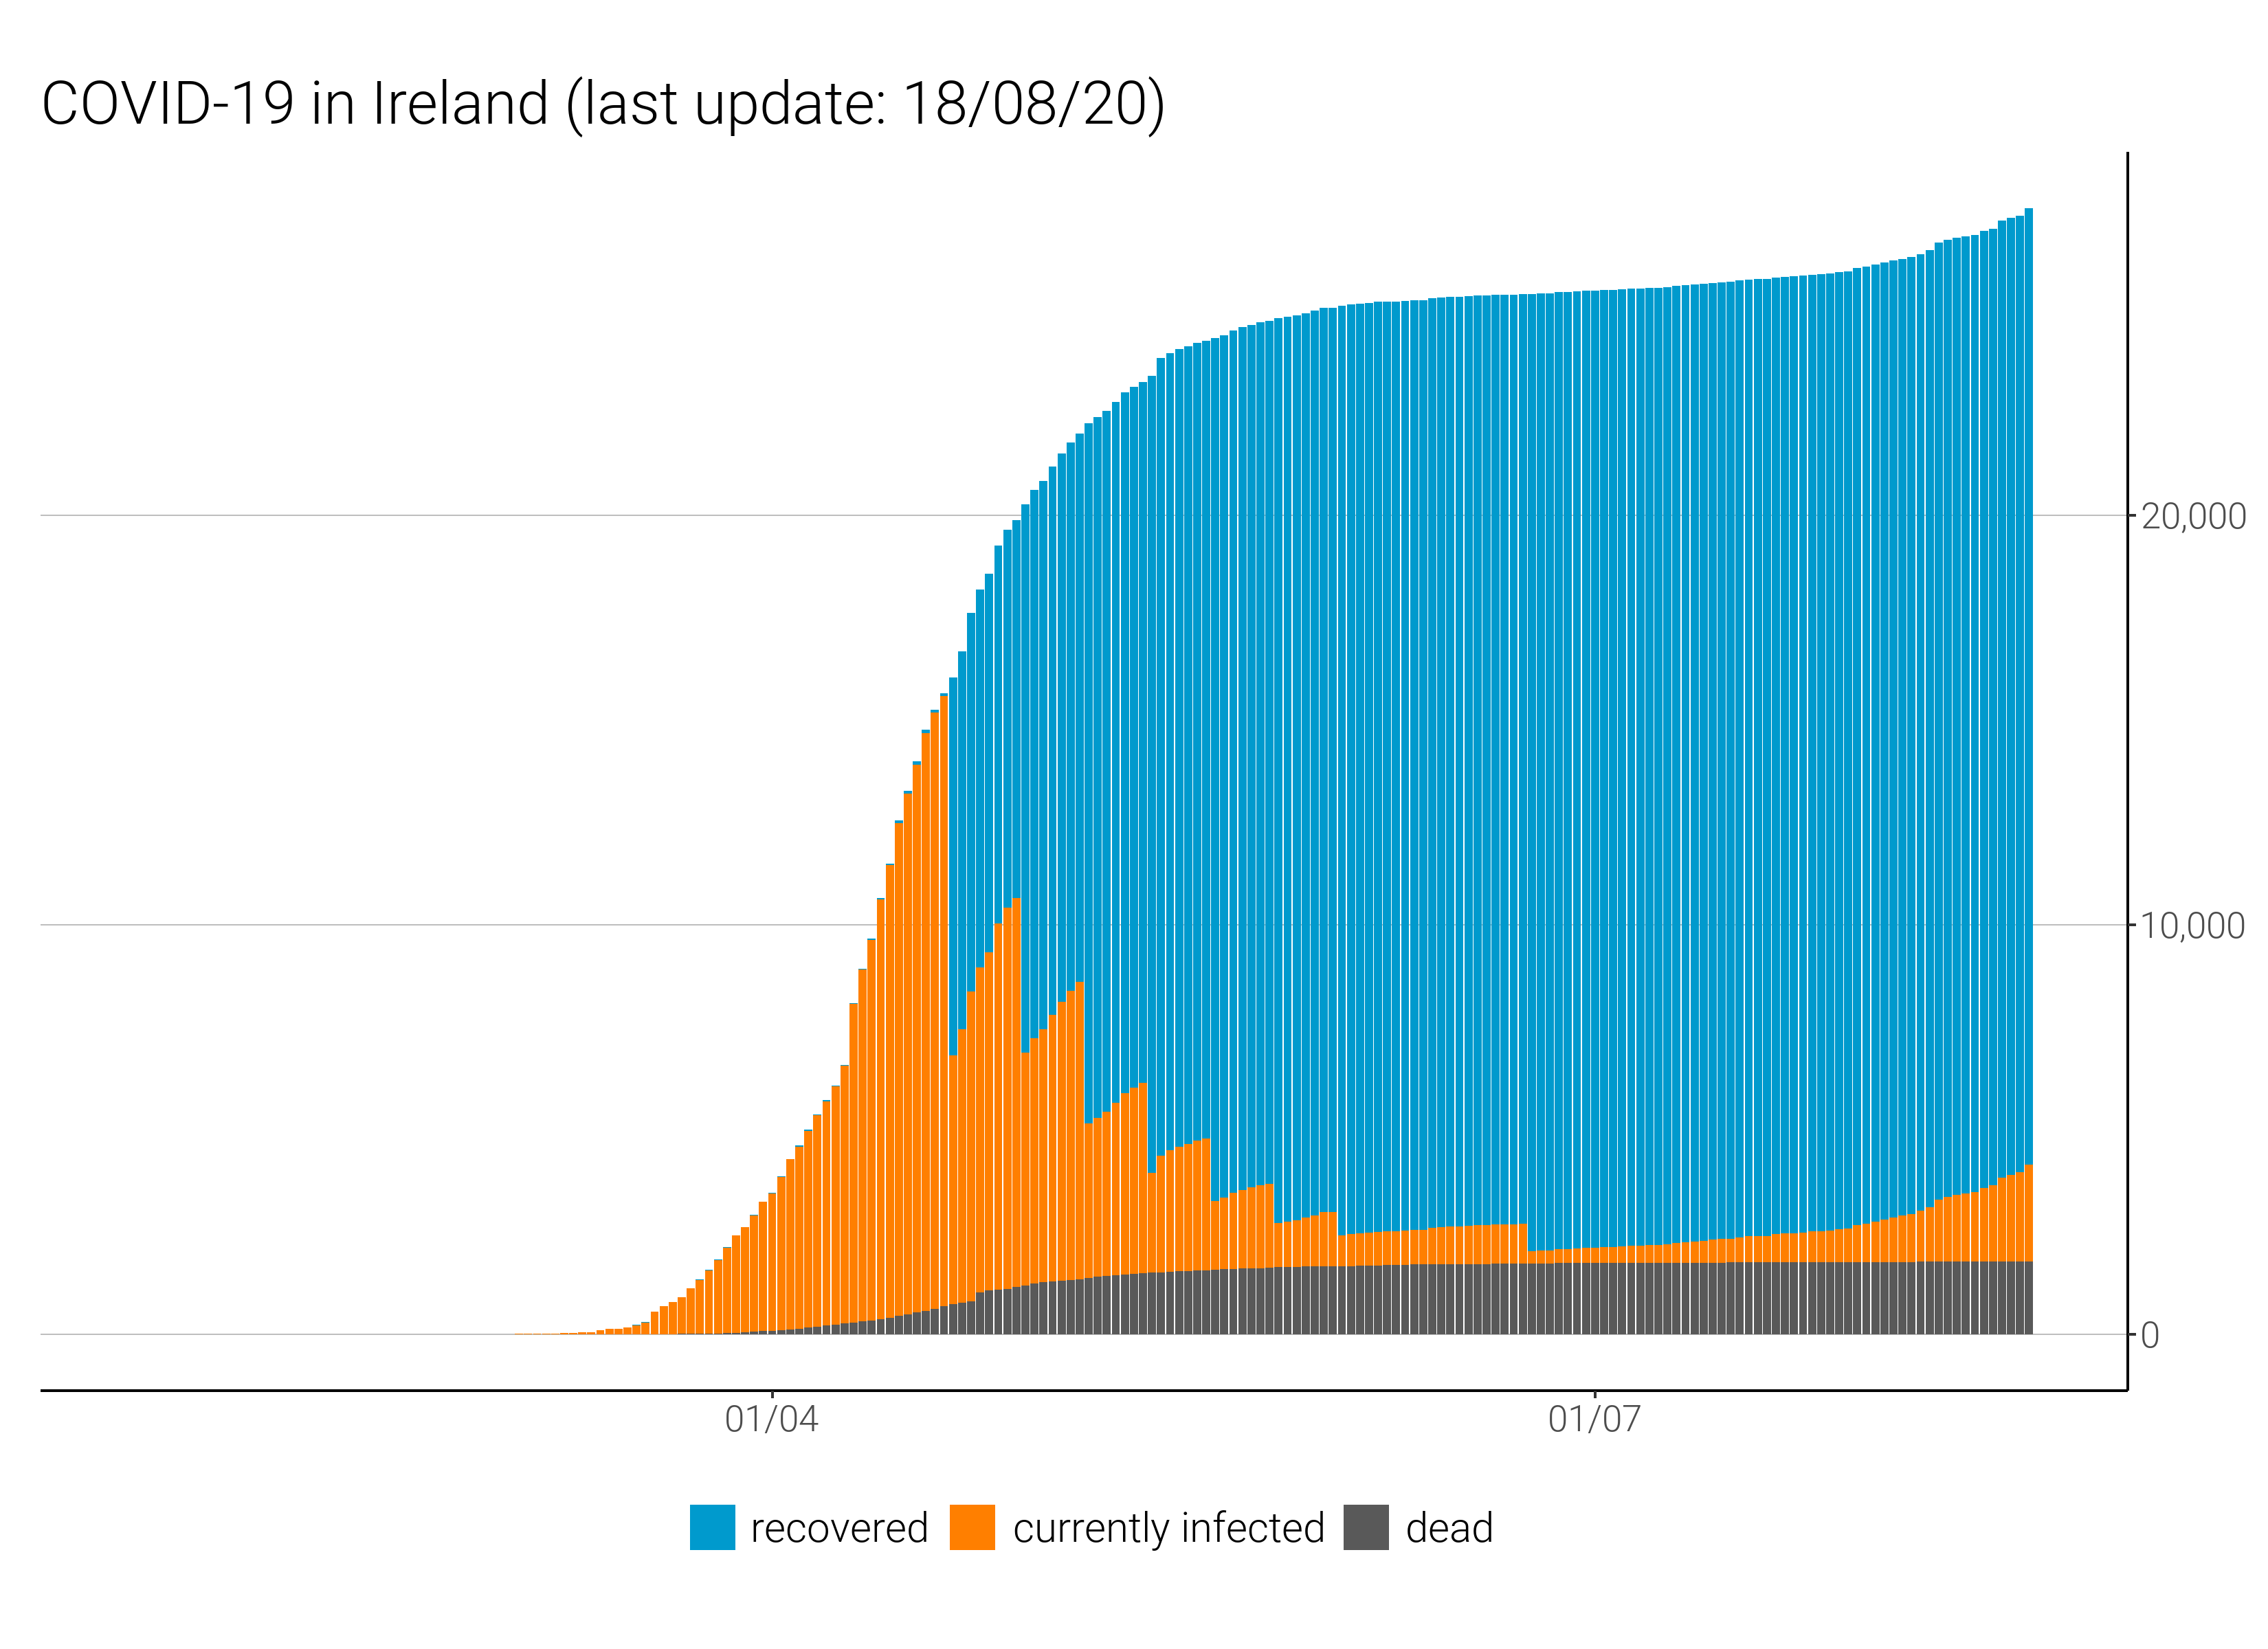 COVID-19 in Ireland (last update: 18/08/20)
20,000
10,000
0
01/04 01/07
recovered currently infected dead